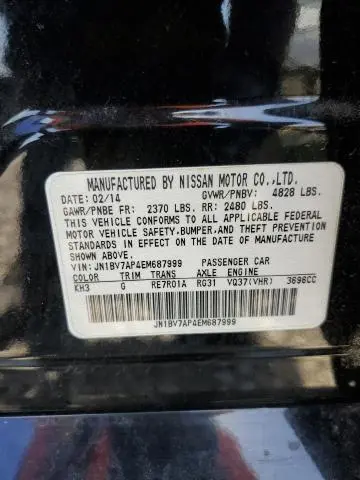 MANUFACTURED BY NISSAN MOTOR CO.,LTD.
DATE: 02/14 GVWR/PNBV: 4828 LBS.
GAWR/PNBE FR: 2370 LBS. RR: 2480 LBS.
THIS VEHICLE CONFORMS TO ALL APPLICABLE FEDERAL
MOTOR VEHICLE SAFETY,BUMPER,AND THEFT PREVENTION
STANDARDS IN EFFECT ON THE DATE OF MANUFACTURE
SHOWN ABOVE.
V.I.N: JN1BV7AP4EM687999 PASSENGER CAR
COLOR TRIM TRANS AXLE ENGINE
KH3 G RE7R01A RG31 VQ37(VHR) 3696CC
JN1BV7AP4EM687999